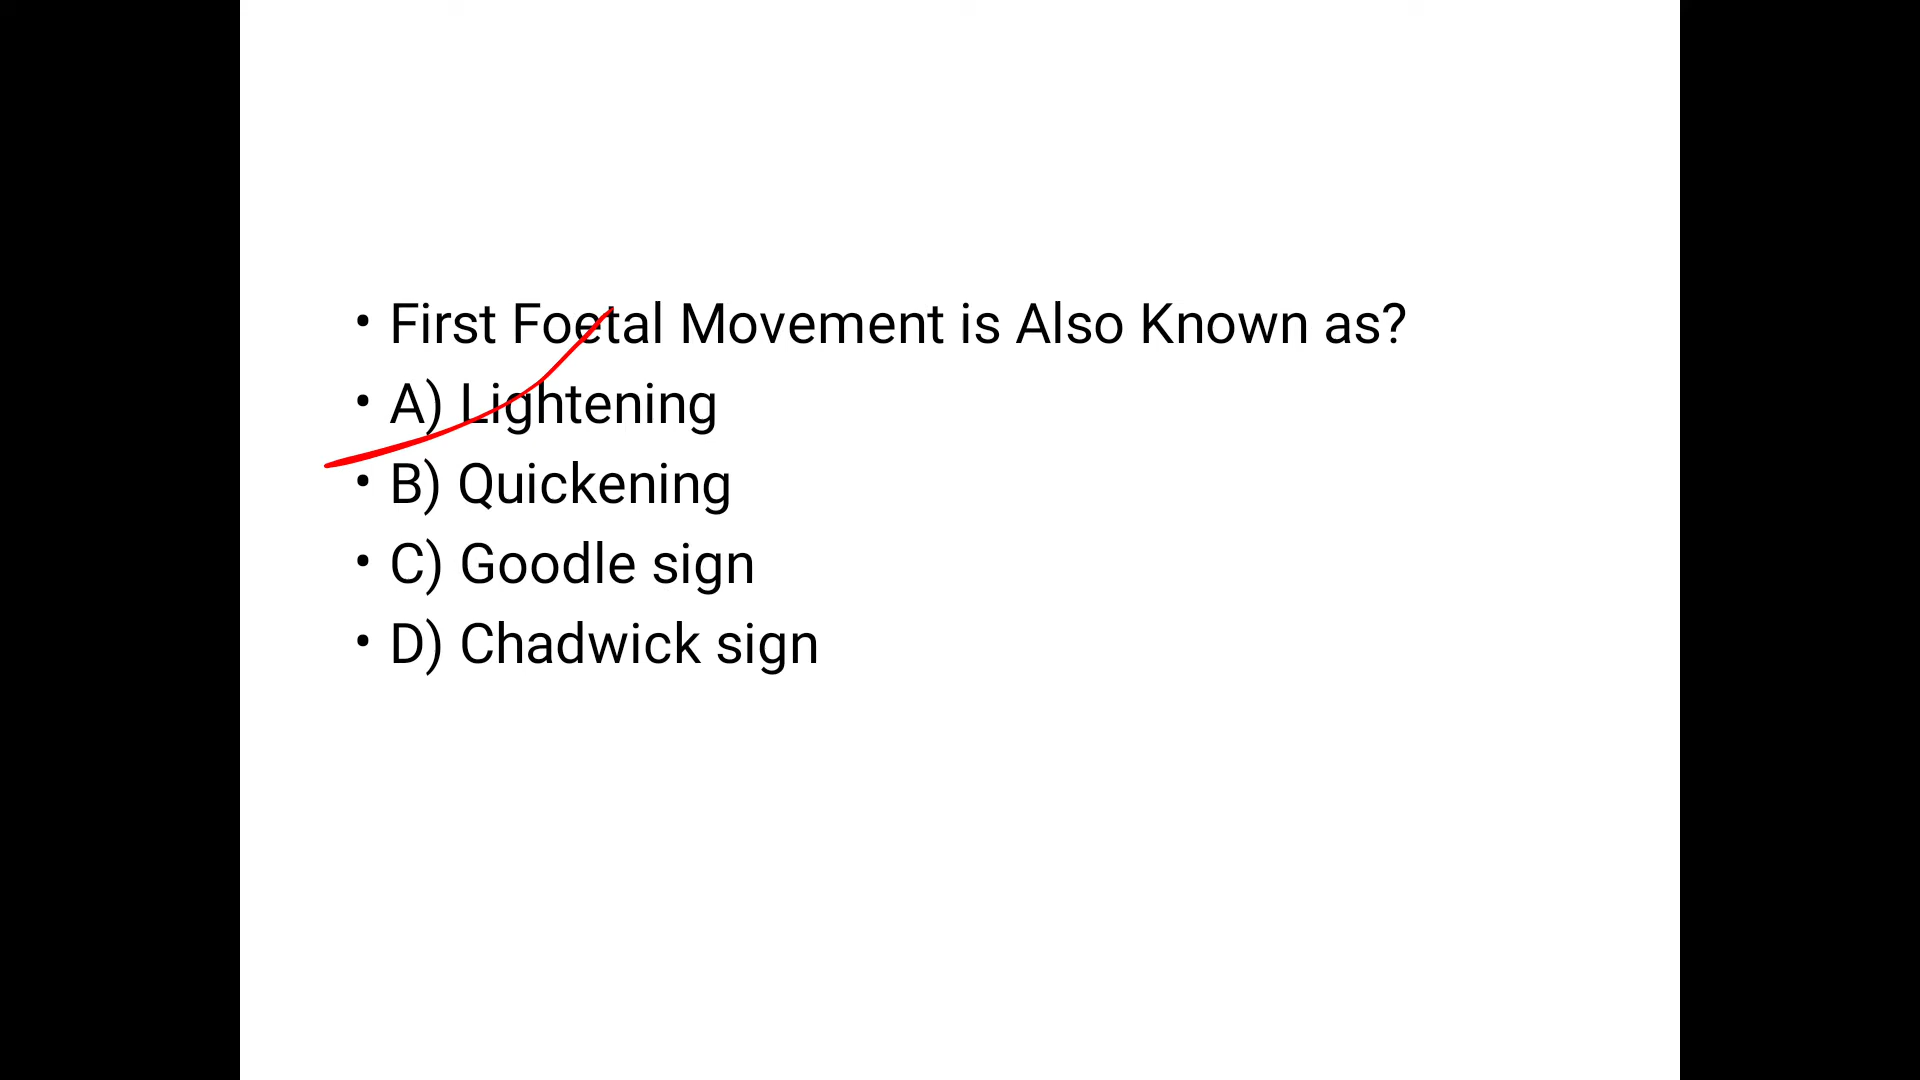 • First Foetal Movement is Also Known as?
• A) Lightening
• B) Quickening
• C) Goodle sign
• D) Chadwick sign